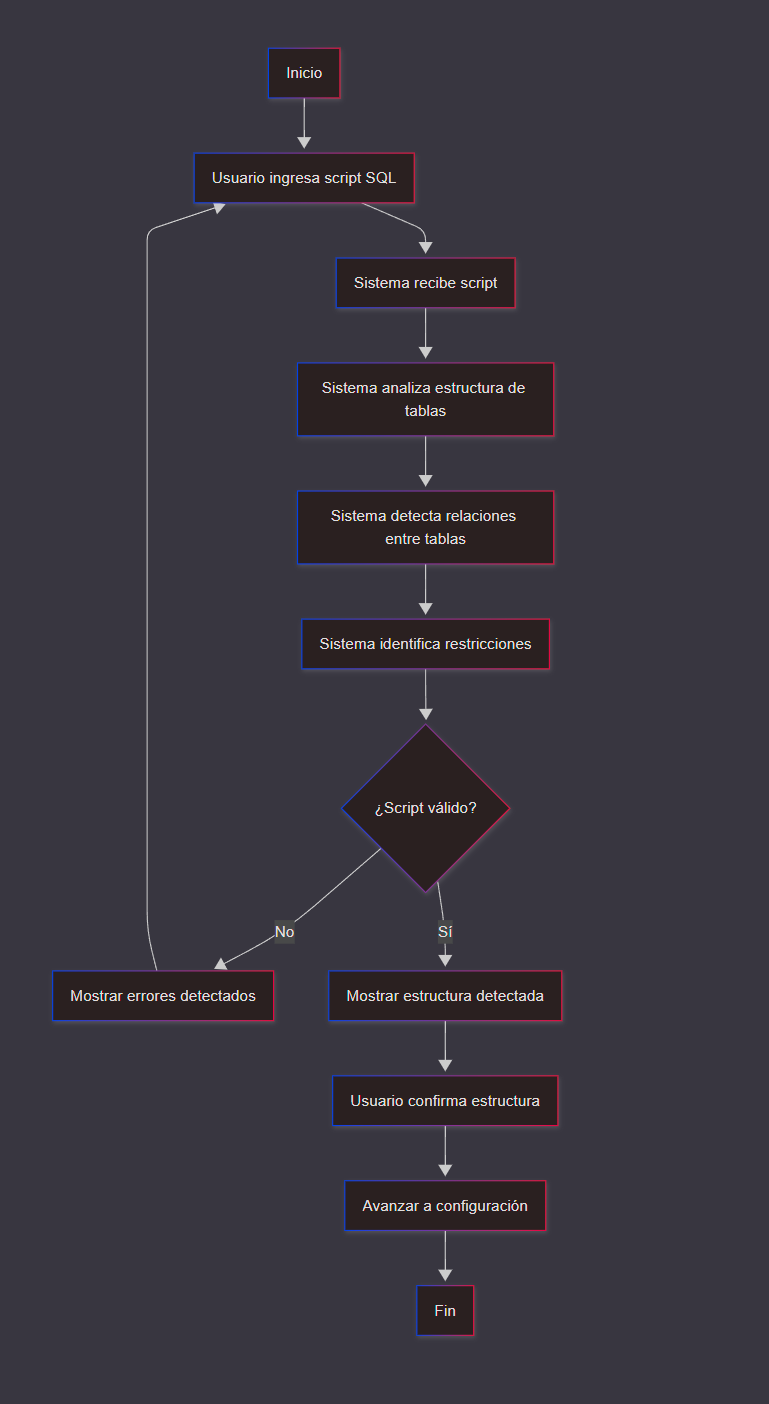 Inicio
Usuario ingresa script SQL
Sistema recibe script
Sistema analiza estructura de
tablas
Sistema detecta relaciones
entre tablas
Sistema identifica restricciones
¿Script válido?
No
Sí
Mostrar errores detectados
Mostrar estructura detectada
Usuario confirma estructura
Avanzar a configuración
Fin